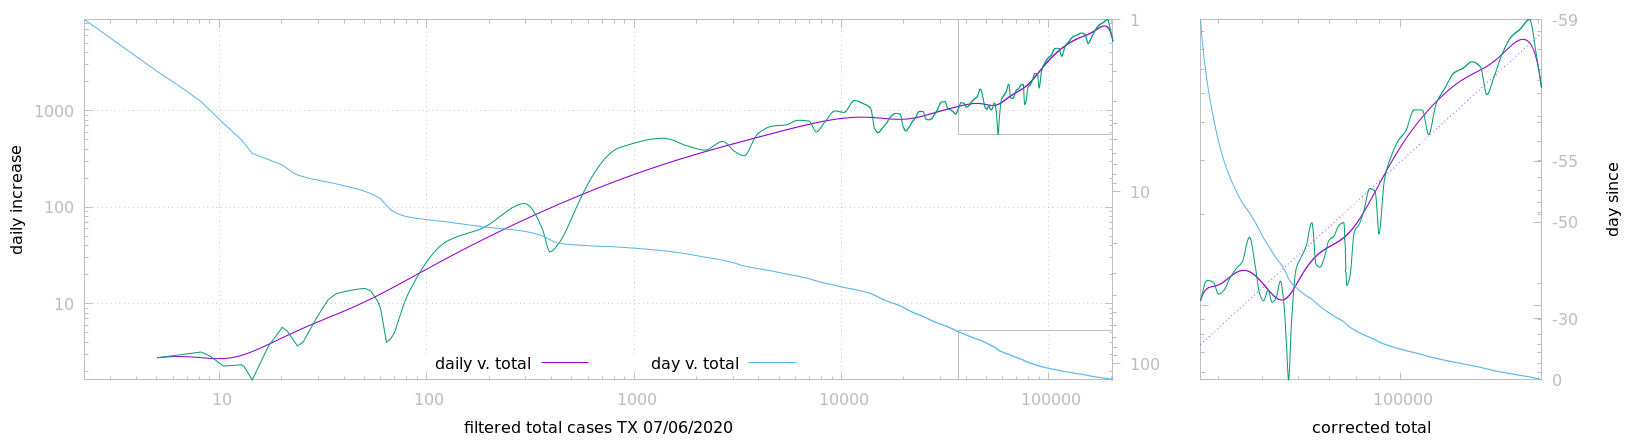 1
-59
1000
-55
daily increase
100
10
-50
day since
10
-30
daily v. total
day v. total
100
0
10
100
1000
10000
100000
100000
filtered total cases TX 07/06/2020
corrected total